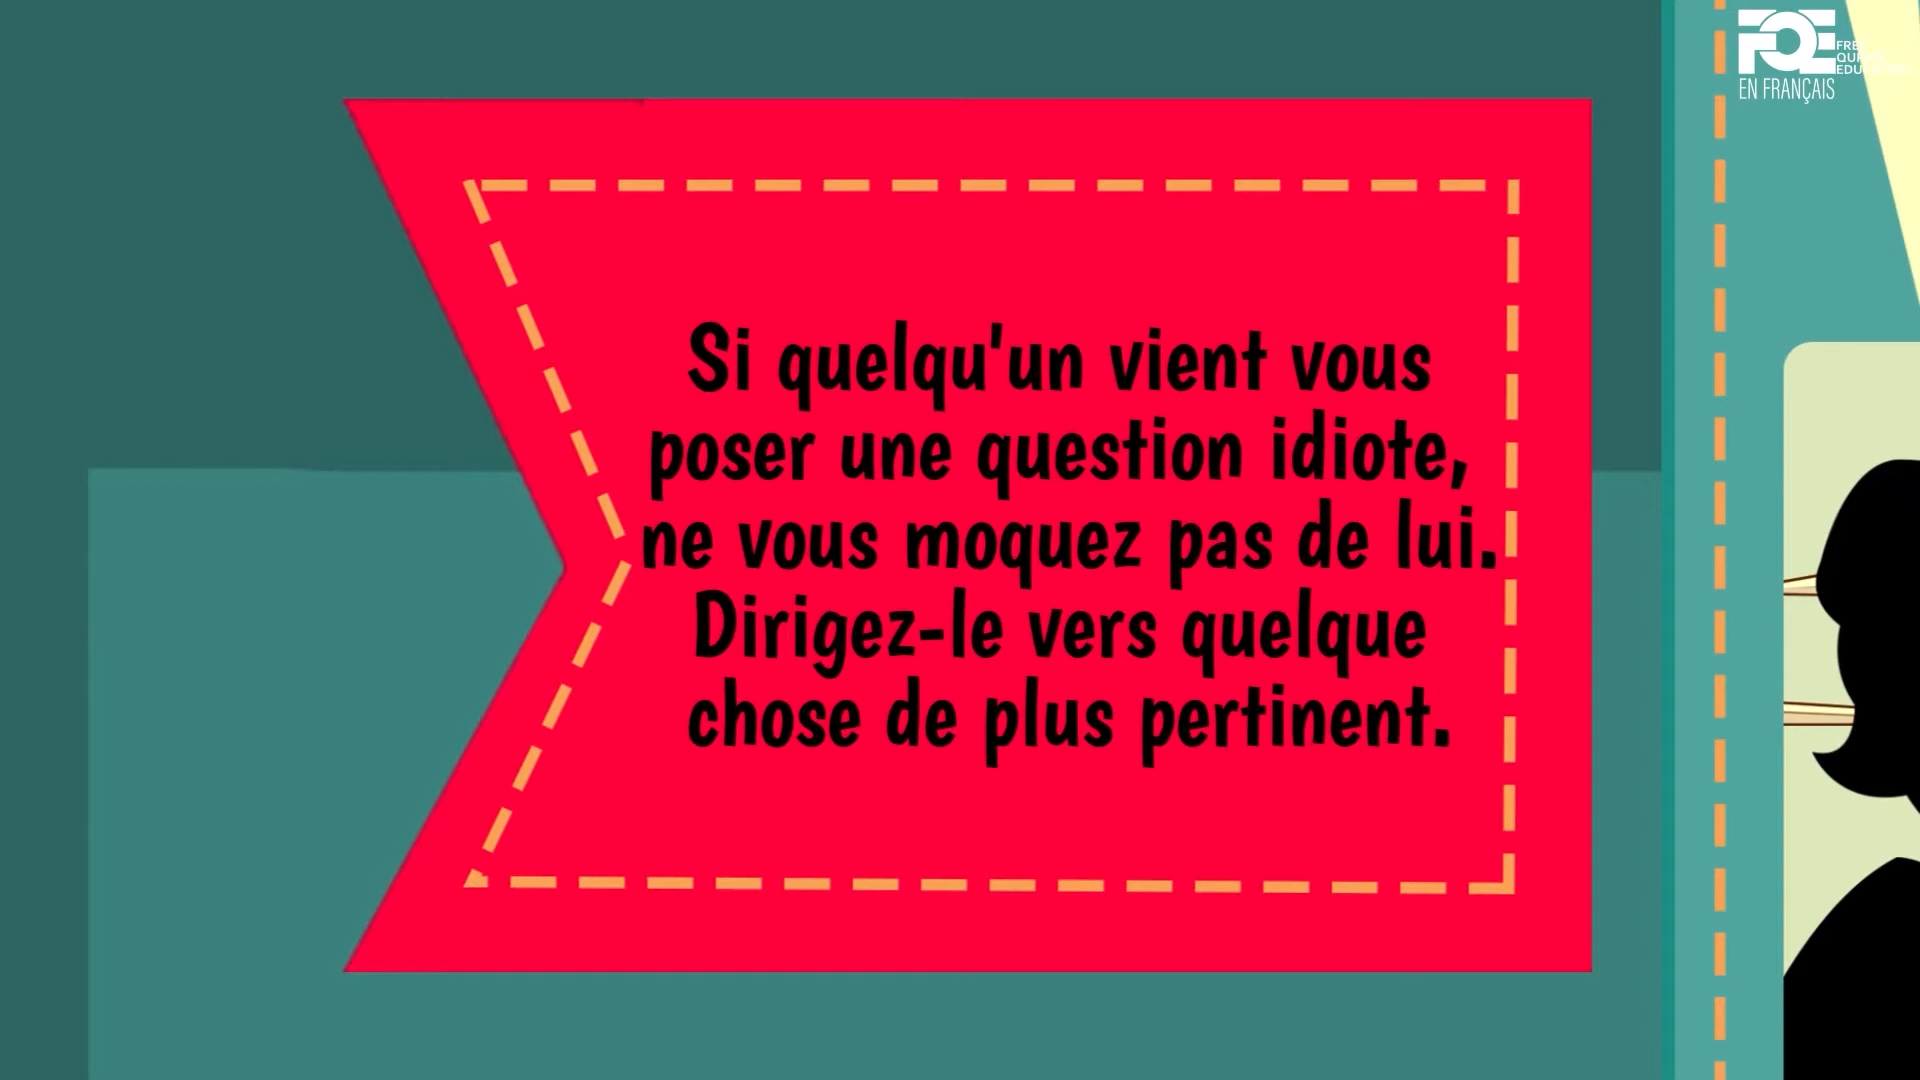 FQE
EN FRANÇAIS
Si quelqu'un vient vous
poser une question idiote,
ne vous moquez pas de lui.
Dirigez-le vers quelque
chose de plus pertinent.